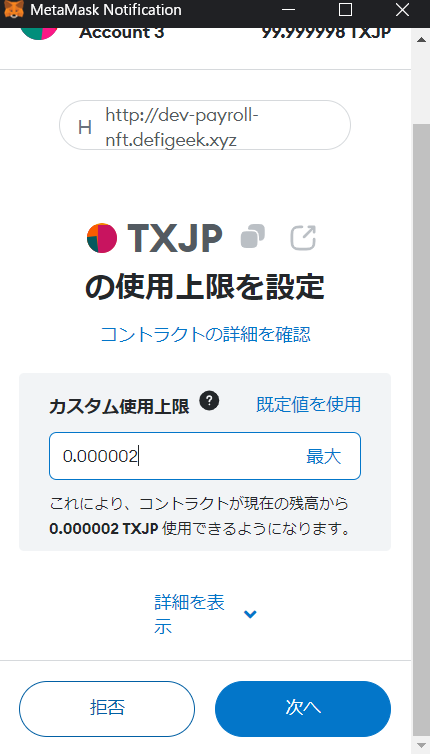 MetaMask Notification
Account 3 99.999998 TXJP
H http://dev-payroll-
nft.defigeek.xyz
TXJP
の使用上限を設定
コントラクトの詳細を確認
カスタム使用上限 ? 既定値を使用
0.000002 最大
これにより、コントラクトが現在の残高から
0.000002 TXJP 使用できるようになります。
詳細を表
示
拒否 次へ